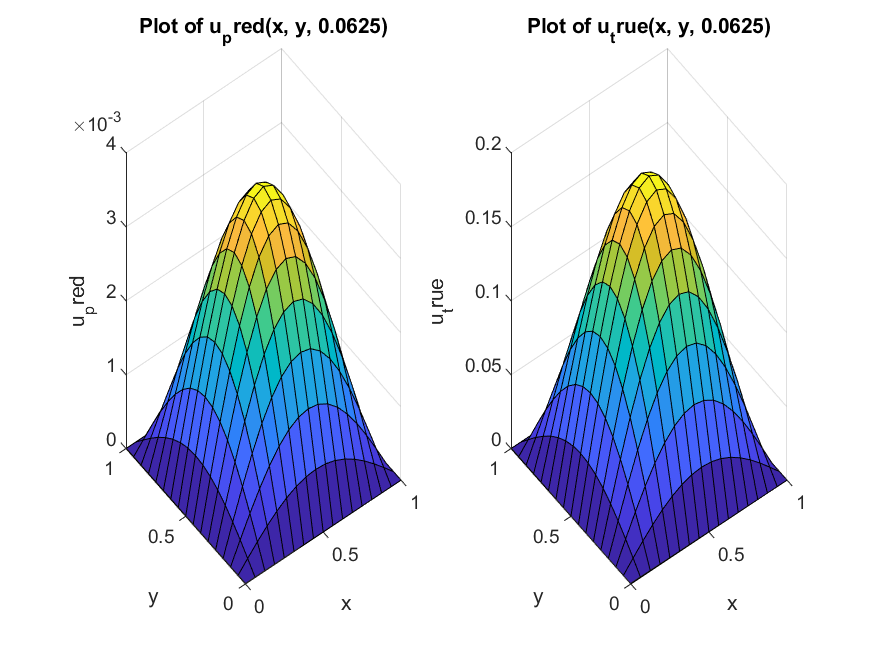 Plot of u_pred(x, y, 0.0625)
×10^-3
4
3
2
1
0
u_pred
1
0.5
0
y
0
0.5
1
x
Plot of u_true(x, y, 0.0625)
0.2
0.15
0.1
0.05
0
u_true
1
0.5
0
y
0
0.5
1
x